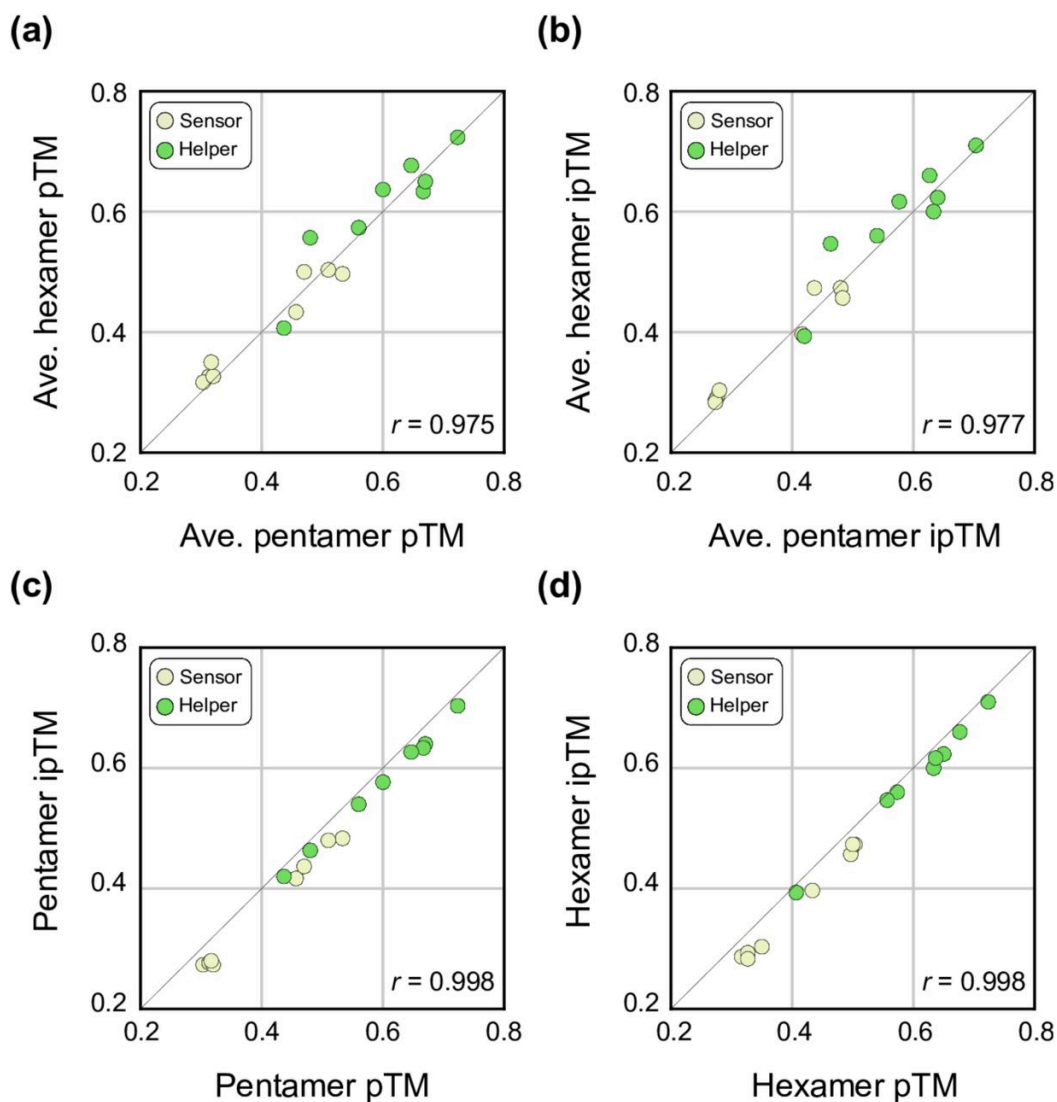 (a)
0.8
0.6
0.4
0.2
Ave. hexamer pTM
Sensor
Helper
r = 0.975
0.2 0.4 0.6 0.8
Ave. pentamer pTM
(b)
0.8
0.6
0.4
0.2
Ave. hexamer ipTM
Sensor
Helper
r = 0.977
0.2 0.4 0.6 0.8
Ave. pentamer ipTM
(c)
0.8
0.6
0.4
0.2
Pentamer ipTM
Sensor
Helper
r = 0.998
0.2 0.4 0.6 0.8
Pentamer pTM
(d)
0.8
0.6
0.4
0.2
Hexamer ipTM
Sensor
Helper
r = 0.998
0.2 0.4 0.6 0.8
Hexamer pTM